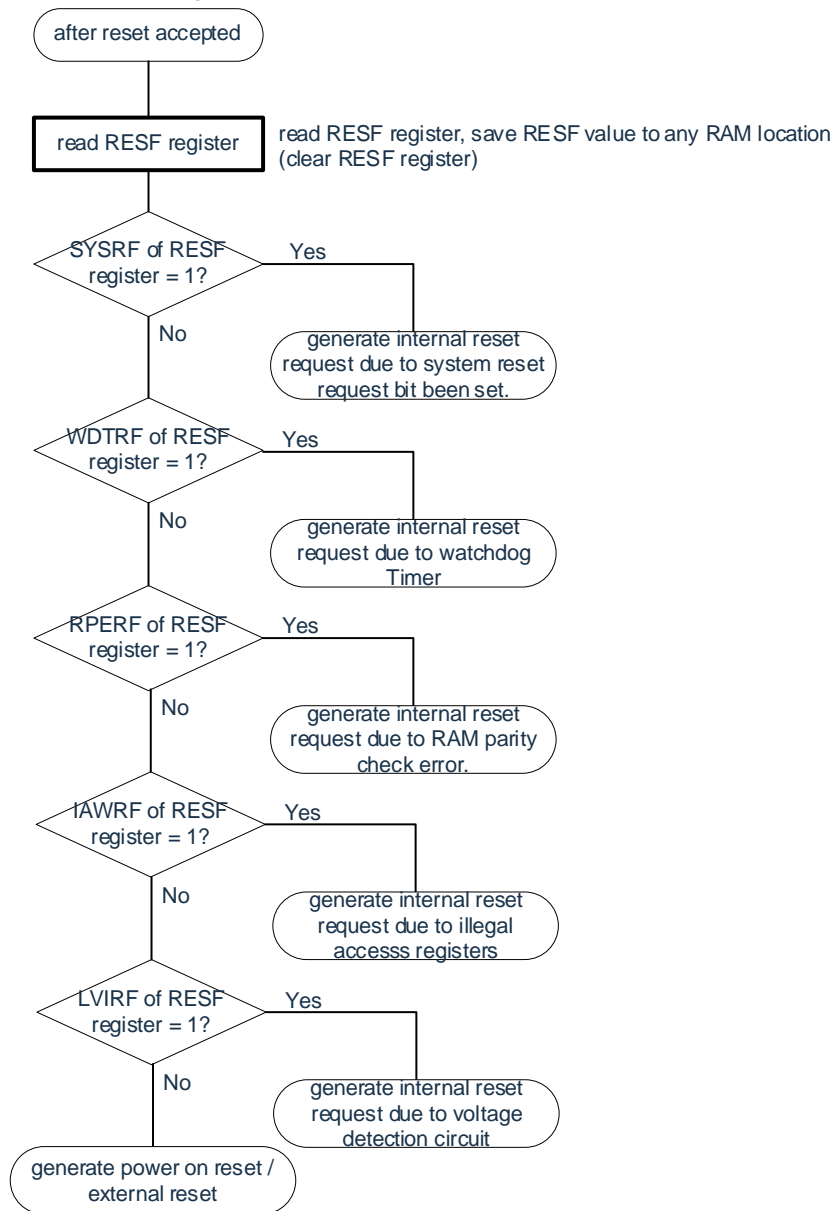 after reset accepted
read RESF register
read RESF register, save RESF value to any RAM location
(clear RESF register)
SYSRF of RESF
register = 1?
Yes
No
generate internal reset
request due to system reset
request bit been set.
WDTRF of RESF
register = 1?
Yes
No
generate internal reset
request due to watchdog
Timer
RPERF of RESF
register = 1?
Yes
No
generate internal reset
request due to RAM parity
check error.
IAWRF of RESF
register = 1?
Yes
No
generate internal reset
request due to illegal
accesss registers
LVIRF of RESF
register = 1?
Yes
No
generate internal reset
request due to voltage
detection circuit
generate power on reset /
external reset